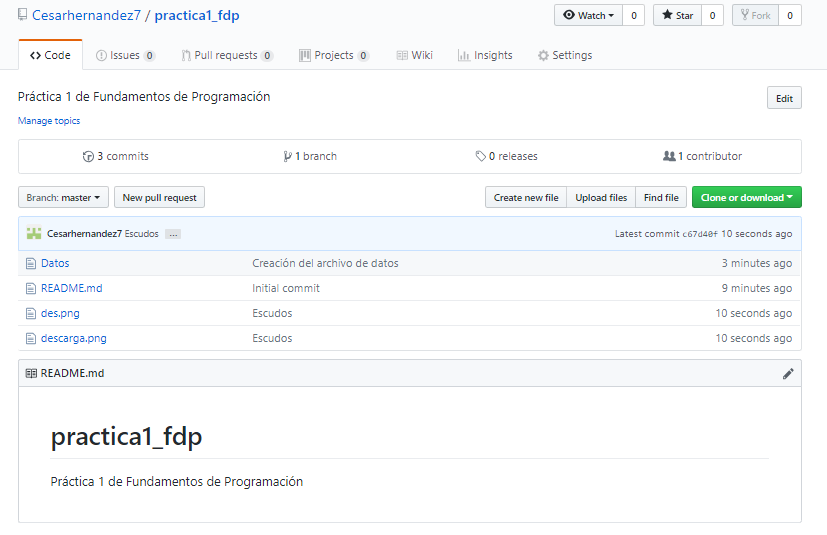 Cesarhernandez7 / practica1_fdp
Watch 0 Star 0 Fork 0
Code Issues 0 Pull requests 0 Projects 0 Wiki Insights Settings
Práctica 1 de Fundamentos de Programación Edit
Manage topics
3 commits 1 branch 0 releases 1 contributor
Branch: master New pull request Create new file Upload files Find file Clone or download
Cesarhernandez7 Escudos ... Latest commit c67d40f 10 seconds ago
Datos Creación del archivo de datos 3 minutes ago
README.md Initial commit 9 minutes ago
des.png Escudos 10 seconds ago
descarga.png Escudos 10 seconds ago
README.md
practica1_fdp
Práctica 1 de Fundamentos de Programación